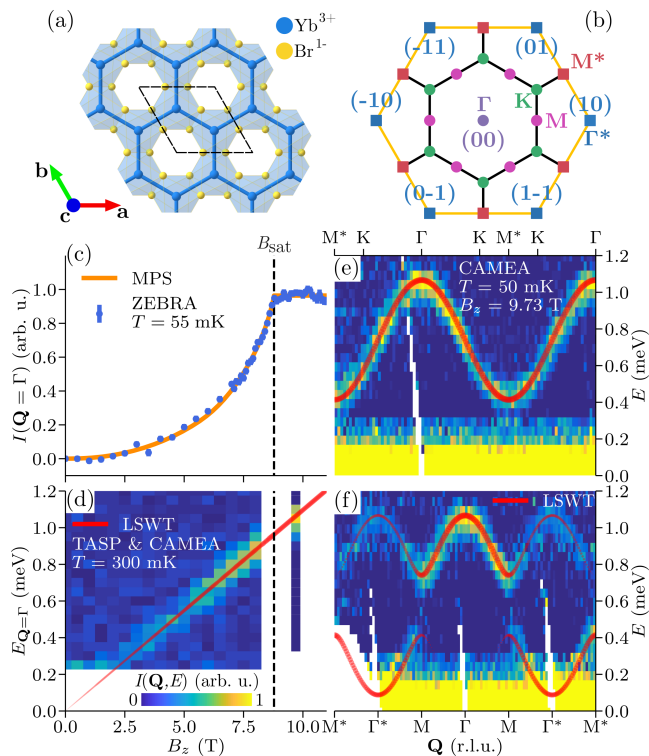 (a)
Yb3+
Br1-
b
c
a
(b)
(-11)
(01)
M*
(-10)
Γ
K
(10)
M
(00)
Γ*
(0-1)
(1-1)
(c)
Bsat
MPS
ZEBRA
T = 55 mK
I(Q = Γ) (arb. u.)
1.0
0.8
0.6
0.4
0.2
0.0
M*
K
Γ
K
M*
K
Γ
(e)
CAMEA
T = 50 mK
Bz = 9.73 T
1.2
1.0
0.8
0.6
0.4
0.2
0.0
E (meV)
(d)
LSWT
TASP & CAMEA
T = 300 mK
I(Q,E) (arb. u.)
0
1
EQ=Γ (meV)
1.2
1.0
0.8
0.6
0.4
0.2
0.0
0.0
2.5
5.0
7.5
10.0
Bz (T)
(f)
LSWT
1.2
1.0
0.8
0.6
0.4
0.2
0.0
E (meV)
M*
Γ*
M
Γ
M
Γ*
M*
Q (r.l.u.)